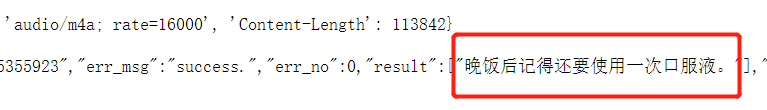 'audio/m4a; rate=16000', 'Content-Length': 113842}
5355923","err_msg":"success.","err_no":0,"result":["晚饭后记得还要使用一次口服液。"],"